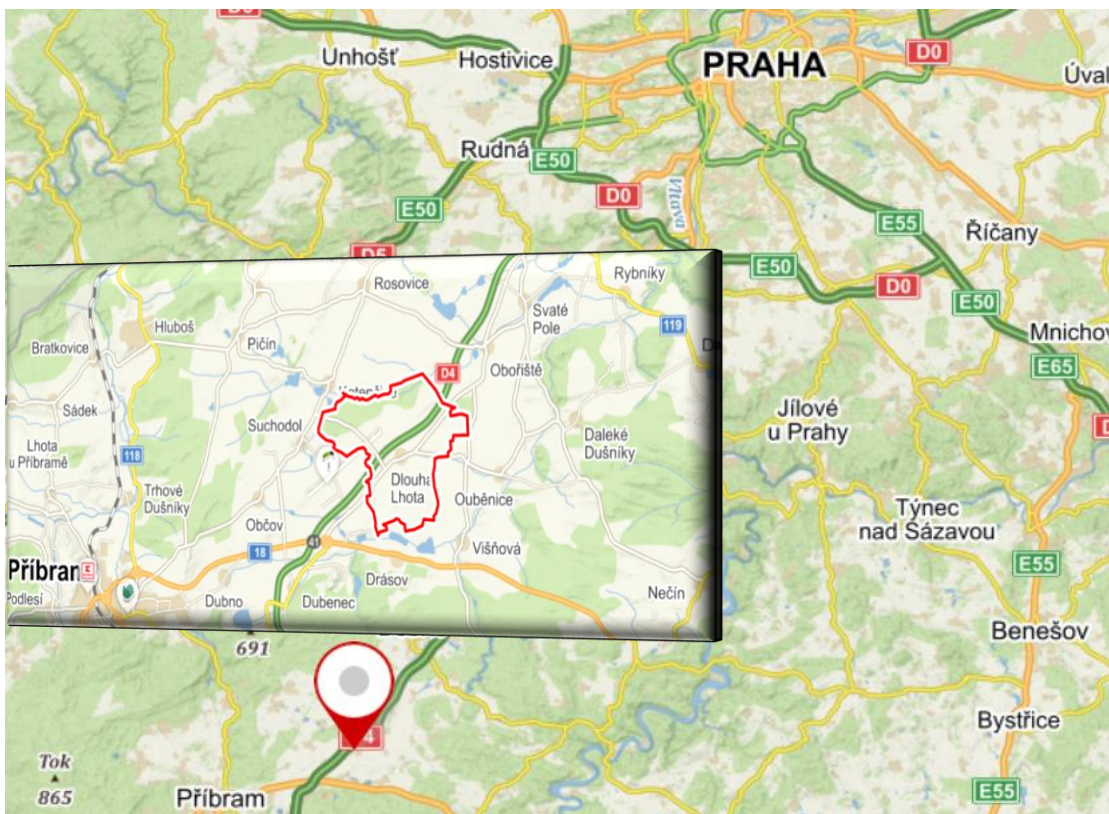 D0
Unhošť
Hostivice
PRAHA
D0
Úval
Rudná
E50
Vltava
D0
E50
E55
Říčany
D5
E50
D0
E50
Mnichov
E65
Rybníky
Rosovice
Svaté
Pole
119
Hluboš
Pičín
Bratkovice
D4
Obořiště
Sádek
Suchodol
Lhota
u Příbramě
118
Daleké
Dušníky
Dlouhá
Lhota
Trhové
Dušníky
Ouběnice
Občov
41
18
Višňová
Příbram
Drásov
Podlesí
Dubno
Dubenec
Nečín
Jílové
u Prahy
Týnec
nad Sázavou
E55
691
Benešov
Bystřice
Tok
865
Příbram
E55